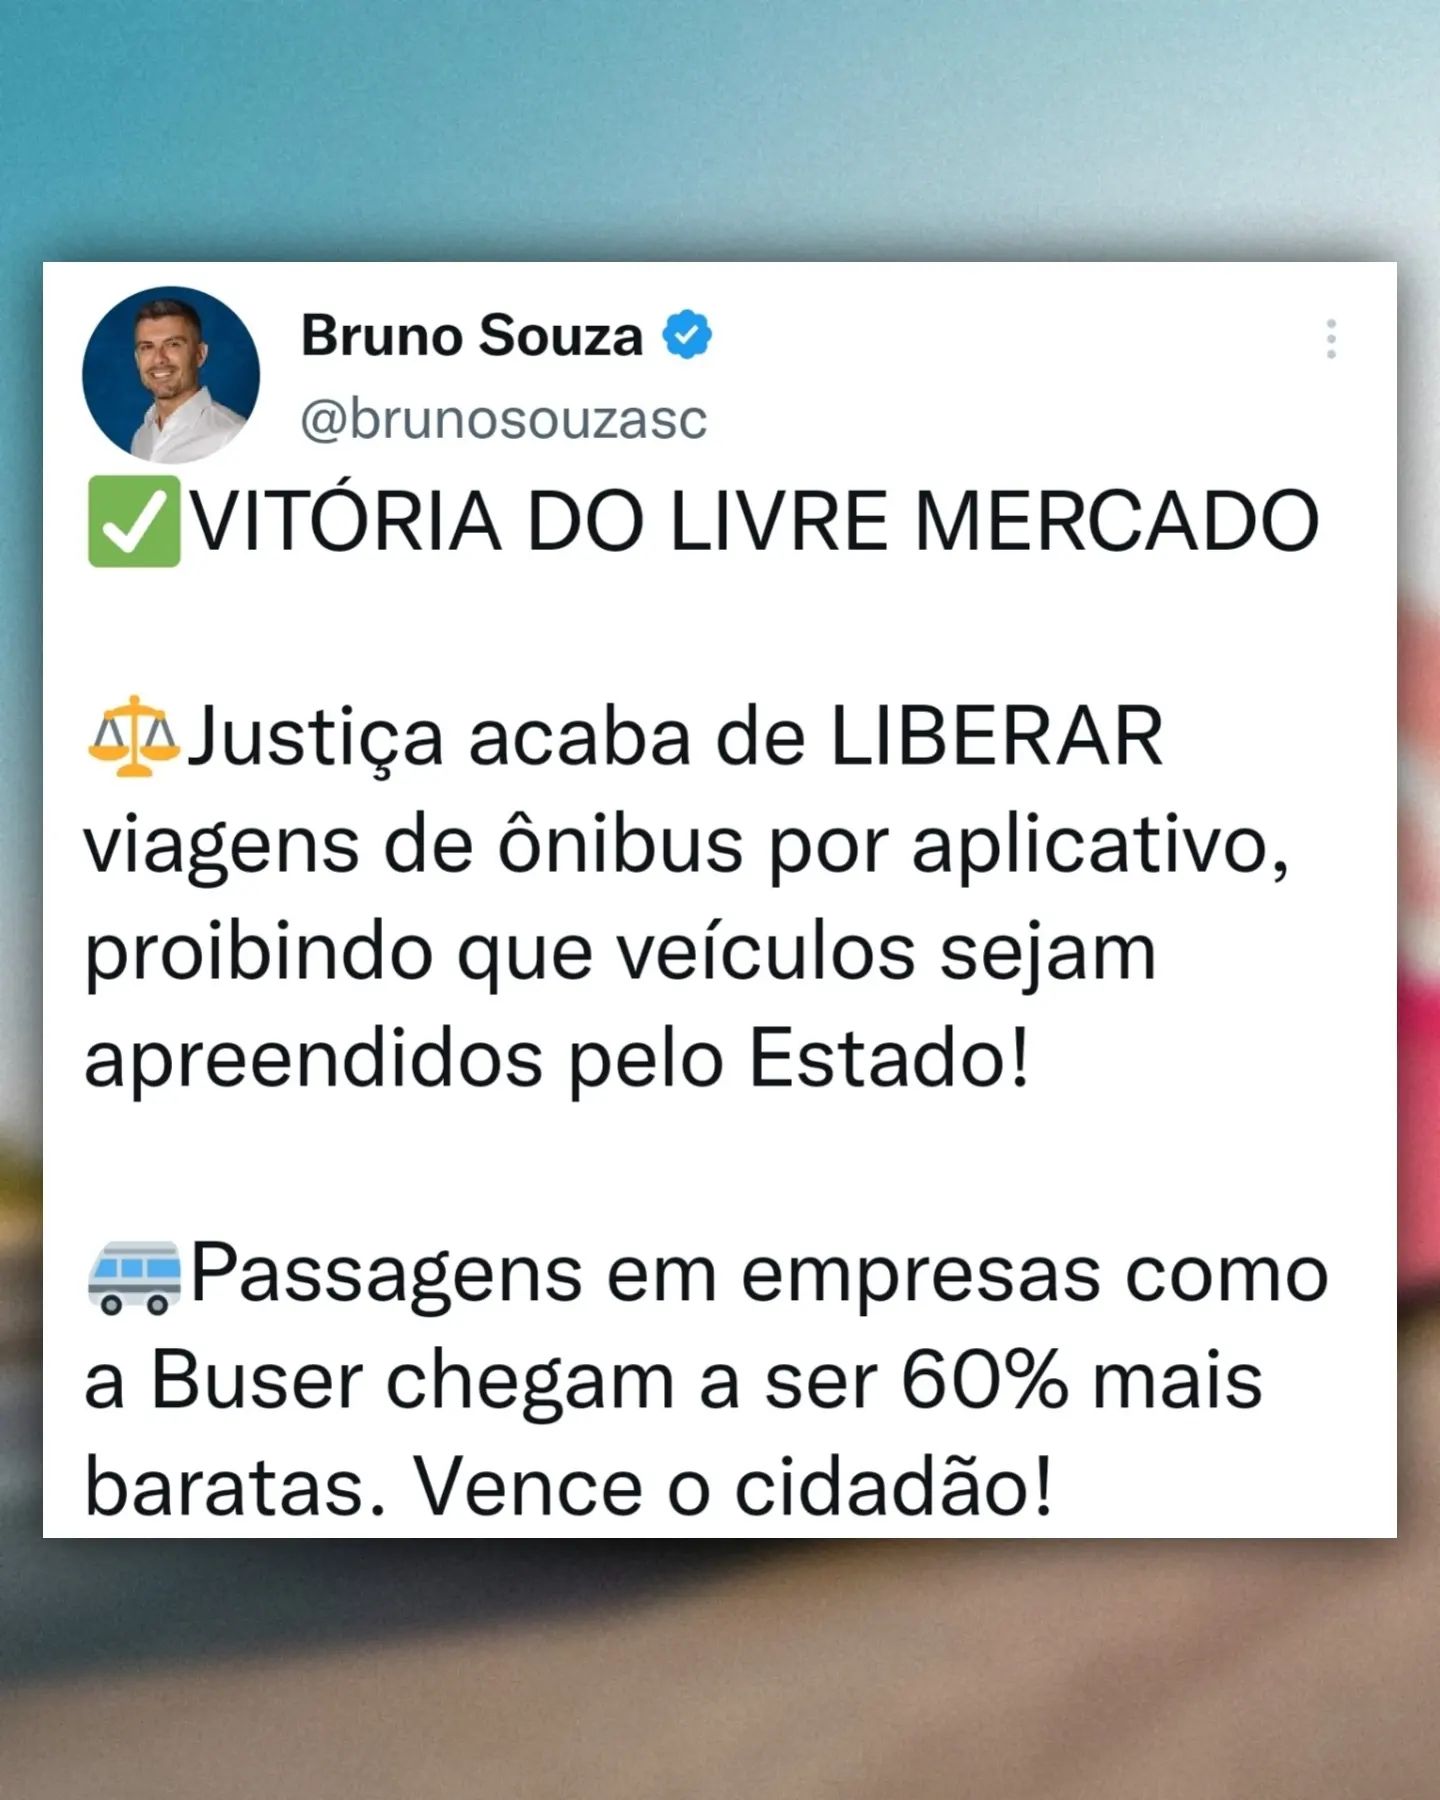 Bruno Souza
@brunosouzasc
✅VITÓRIA DO LIVRE MERCADO
⚖️Justiça acaba de LIBERAR
viagens de ônibus por aplicativo,
proibindo que veículos sejam
apreendidos pelo Estado!
🚐Passagens em empresas como
a Buser chegam a ser 60% mais
baratas. Vence o cidadão!